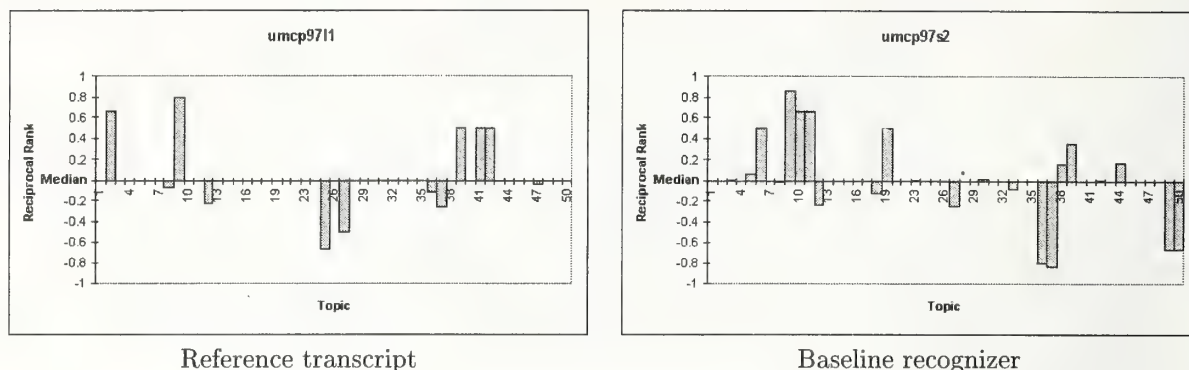 umcp97l1
1
0.8
0.6
0.4
0.2
Median
-0.2
-0.4
-0.6
-0.8
-1
Reciprocal Rank
1 4 7 10 13 16 19 23 26 29 33 35 38 41 44 47 50
Topic
Reference transcript
umcp97s2
1
0.8
0.6
0.4
0.2
Median
-0.2
-0.4
-0.6
-0.8
-1
Reciprocal Rank
1 4 7 10 13 16 19 23 26 29 32 35 38 41 44 47 50
Topic
Baseline recognizer